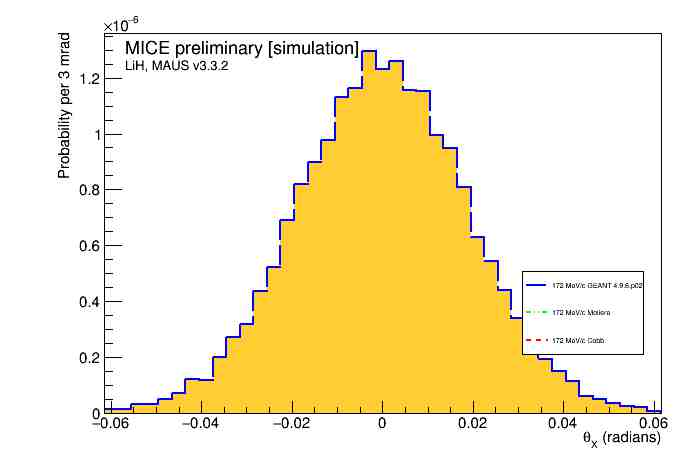 ×10⁻⁶
MICE preliminary [simulation]
LiH, MAUS v3.3.2
Probability per 3 mrad
1.2
1
0.8
0.6
0.4
0.2
0
172 MeV/c GEANT 4.9.6.p02
172 MeV/c Moliere
172 MeV/c Cobb
−0.06 −0.04 −0.02 0 0.02 0.04 0.06
θX (radians)